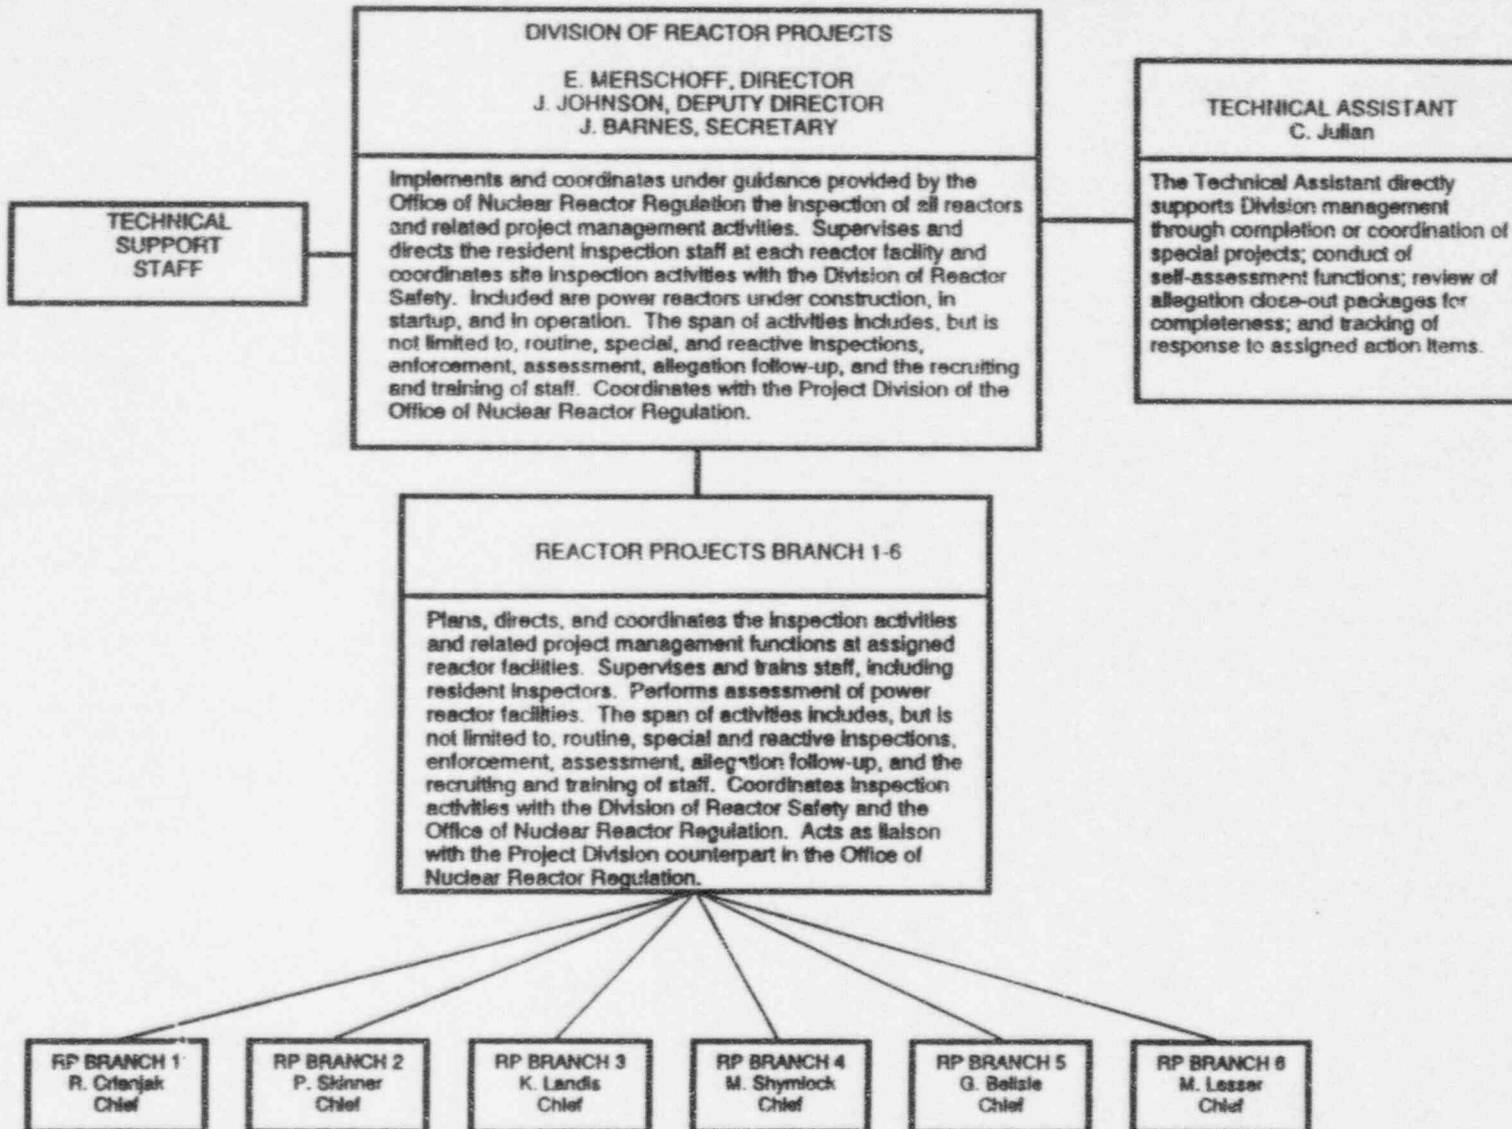 DIVISION OF REACTOR PROJECTS
E. MERSCHOFF, DIRECTOR
J. JOHNSON, DEPUTY DIRECTOR
J. BARNES, SECRETARY
Implements and coordinates under guidance provided by the
Office of Nuclear Reactor Regulation the inspection of all reactors
and related project management activities. Supervises and
directs the resident inspection staff at each reactor facility and
coordinates site inspection activities with the Division of Reactor
Safety. Included are power reactors under construction, in
startup, and in operation. The span of activities includes, but is
not limited to, routine, special, and reactive inspections,
enforcement, assessment, allegation follow-up, and the recruiting
and training of staff. Coordinates with the Project Division of the
Office of Nuclear Reactor Regulation.
TECHNICAL ASSISTANT
C. Julian
The Technical Assistant directly
supports Division management
through completion or coordination of
special projects; conduct of
self-assessment functions; review of
allegation close-out packages for
completeness; and tracking of
response to assigned action items.
TECHNICAL
SUPPORT
STAFF
REACTOR PROJECTS BRANCH 1-6
Plans, directs, and coordinates the inspection activities
and related project management functions at assigned
reactor facilities. Supervises and trains staff, including
resident inspectors. Performs assessment of power
reactor facilities. The span of activities includes, but is
not limited to, routine, special and reactive inspections,
enforcement, assessment, allegation follow-up, and the
recruiting and training of staff. Coordinates inspection
activities with the Division of Reactor Safety and the
Office of Nuclear Reactor Regulation. Acts as liaison
with the Project Division counterpart in the Office of
Nuclear Reactor Regulation.
RP BRANCH 1
R. Crlenjak
Chief
RP BRANCH 2
P. Skinner
Chief
RP BRANCH 3
K. Landis
Chief
RP BRANCH 4
M. Shymlock
Chief
RP BRANCH 5
G. Belisle
Chief
RP BRANCH 6
M. Lesser
Chief